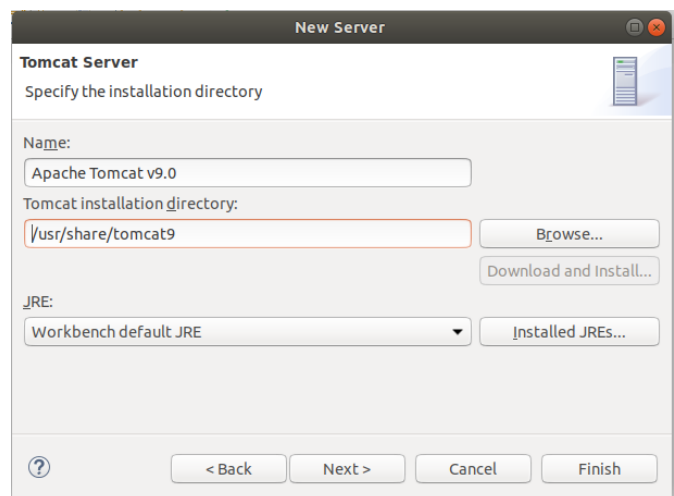 New Server
Tomcat Server
Specify the installation directory
Name:
Apache Tomcat v9.0
Tomcat installation directory:
/usr/share/tomcat9
Browse...
Download and Install...
JRE:
Workbench default JRE
Installed JREs...
?
< Back
Next >
Cancel
Finish